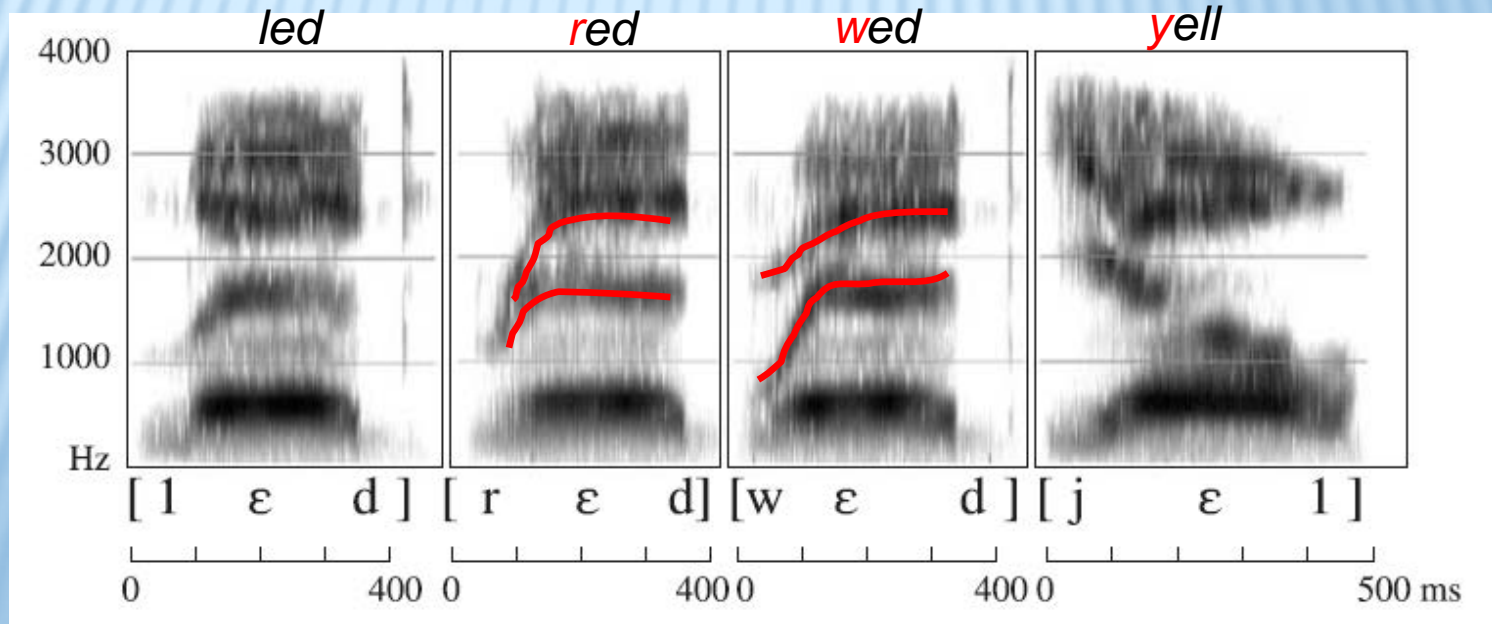 led red wed yell
4000
3000
2000
1000
Hz
[ l ɛ d ] [ r ɛ d] [w ɛ d ] [ j ɛ l ]
0 400 0 400 0 400 0 500 ms